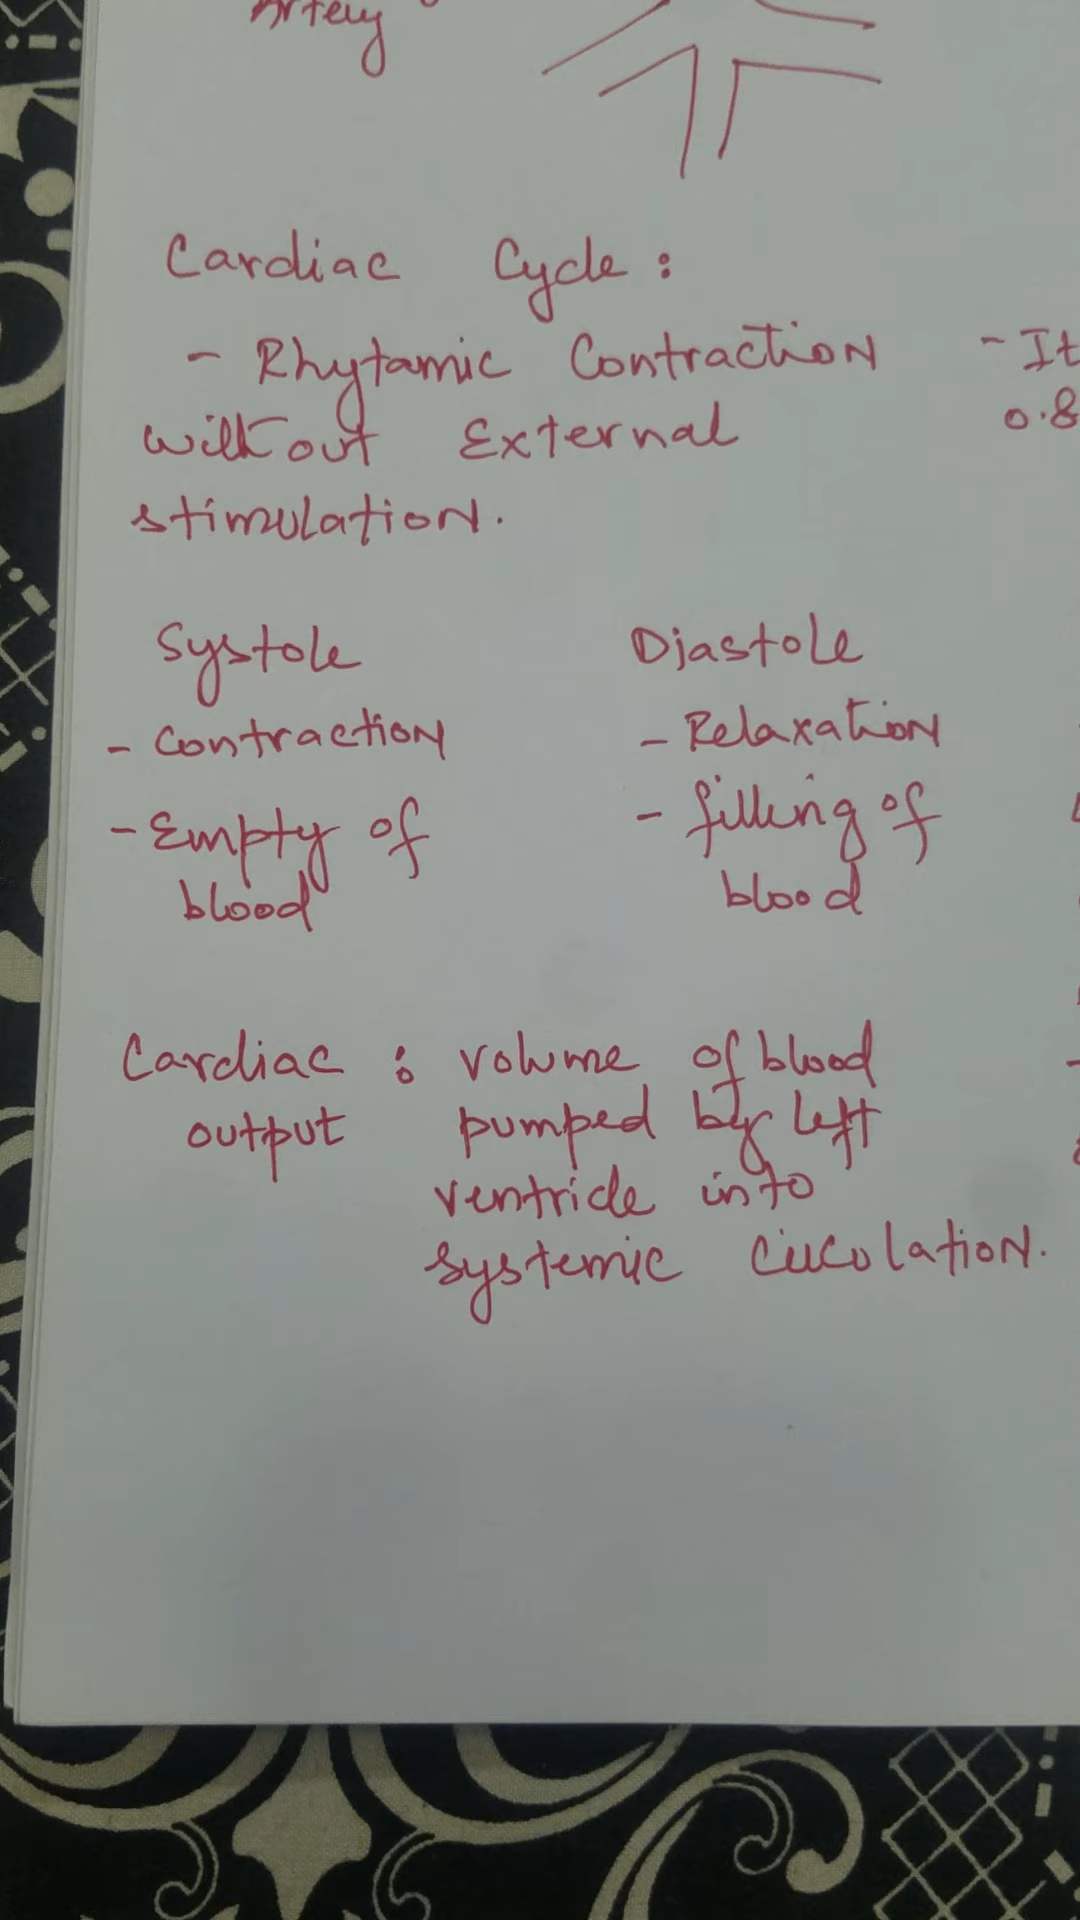 Artery
Cardiac Cycle :
- Rhytamic Contraction
without External
stimulation.
- It
0.8
Systole
- contraction
- Empty of
blood
Diastole
- Relaxation
- filling of
blood
Cardiac : volume of blood
output pumped by left
ventricle into
systemic ciculation.